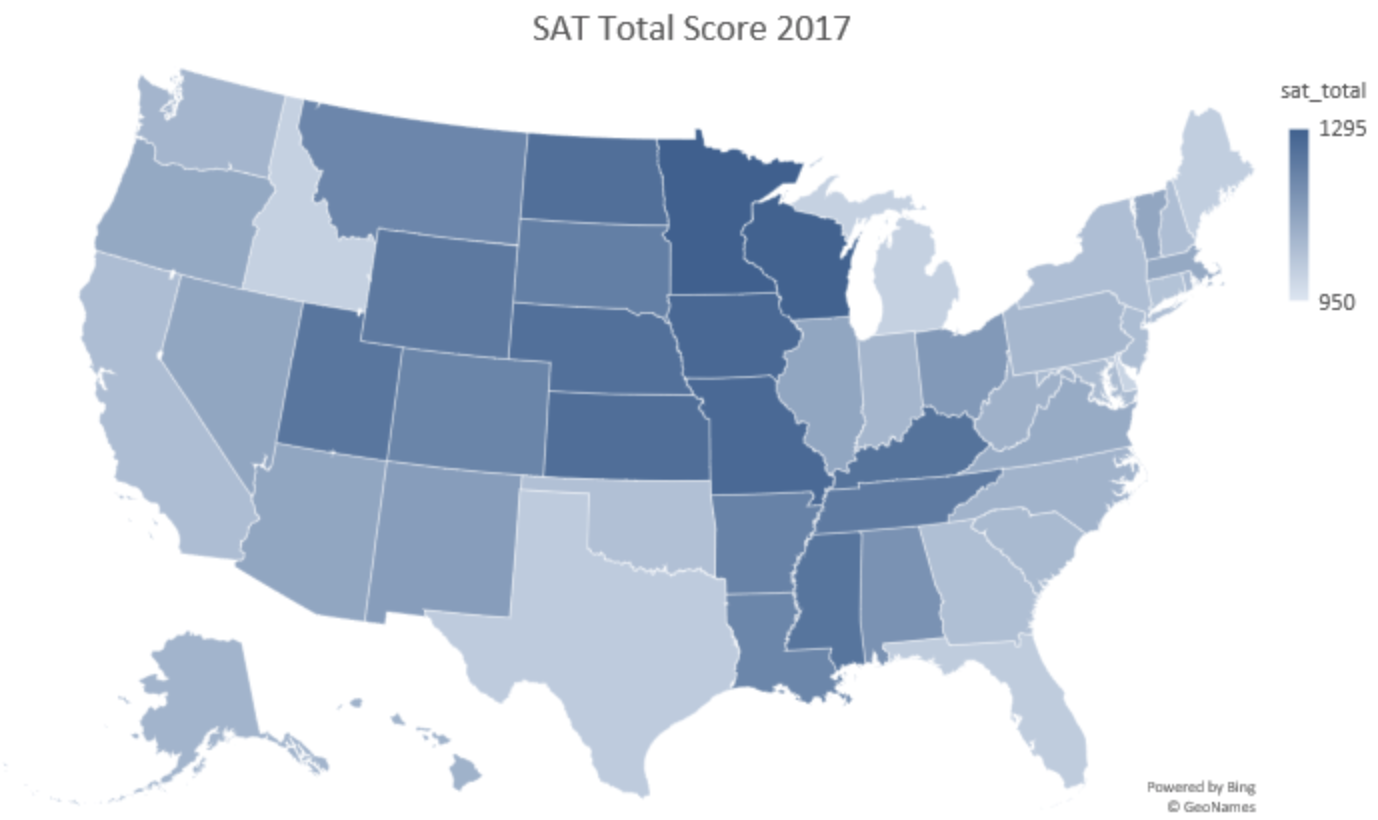 SAT Total Score 2017
sat_total
1295
950
Powered by Bing
© GeoNames